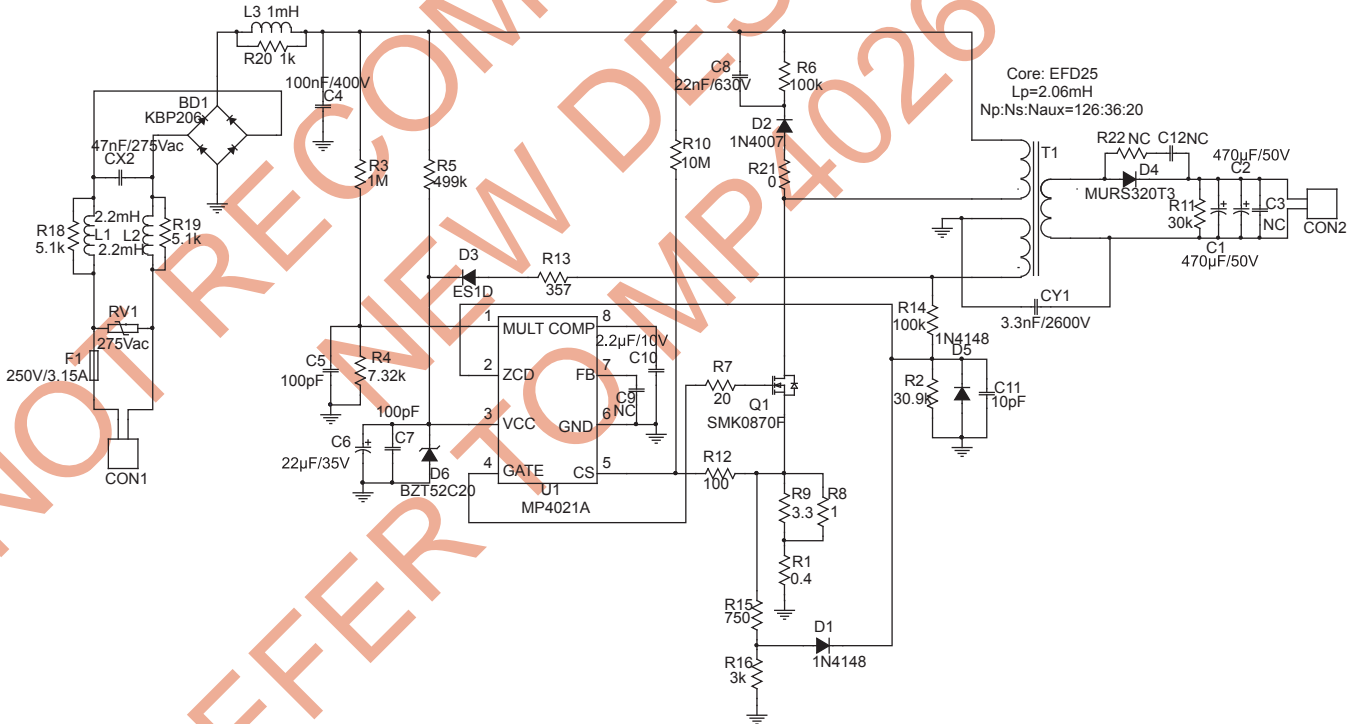 L3 1mH
R20 1k
100nF/400V
C4
BD1
KBP206
47nF/275Vac
CX2
R18
5.1k
2.2mH
L1
L2
2.2mH
R19
5.1k
RV1
275Vac
F1
250V/3.15A
CON1
R3
1M
R5
499k
C5
100pF
R4
7.32k
C6
22µF/35V
100pF
C7
D6
BZT52C20
D3
ES1D
R13
357
1
2
3
4
8
7
6
5
MULT COMP
ZCD
FB
VCC
GND
GATE
CS
U1
MP4021A
2.2µF/10V
C10
C9
NC
R10
10M
C8
22nF/630V
R6
100k
D2
1N4007
R21
0
R7
20
Q1
SMK0870F
R12
100
R9
3.3
R8
1
R1
0.4
R15
750
D1
1N4148
R16
3k
R14
100k
1N4148
D5
R2
30.9k
C11
10pF
Core: EFD25
Lp=2.06mH
Np:Ns:Naux=126:36:20
T1
CY1
3.3nF/2600V
R22 NC
C12NC
D4
MURS320T3
470µF/50V
C2
R11
30k
C3
NC
C1
470µF/50V
CON2
NOT RECOM
NEW DES
REFER TO MP4026